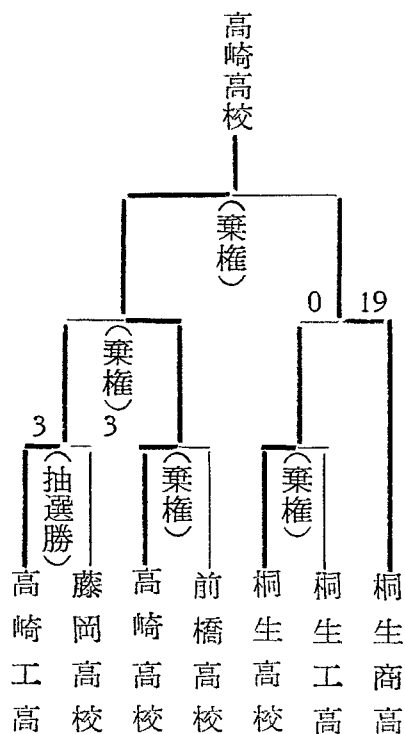 高崎高校
(棄権)
0 19
(棄権)
3 3
(抽選勝)
(棄権)
(棄権)
高崎工高
藤岡高校
高崎高校
前橋高校
桐生高校
桐生工高
桐生商高